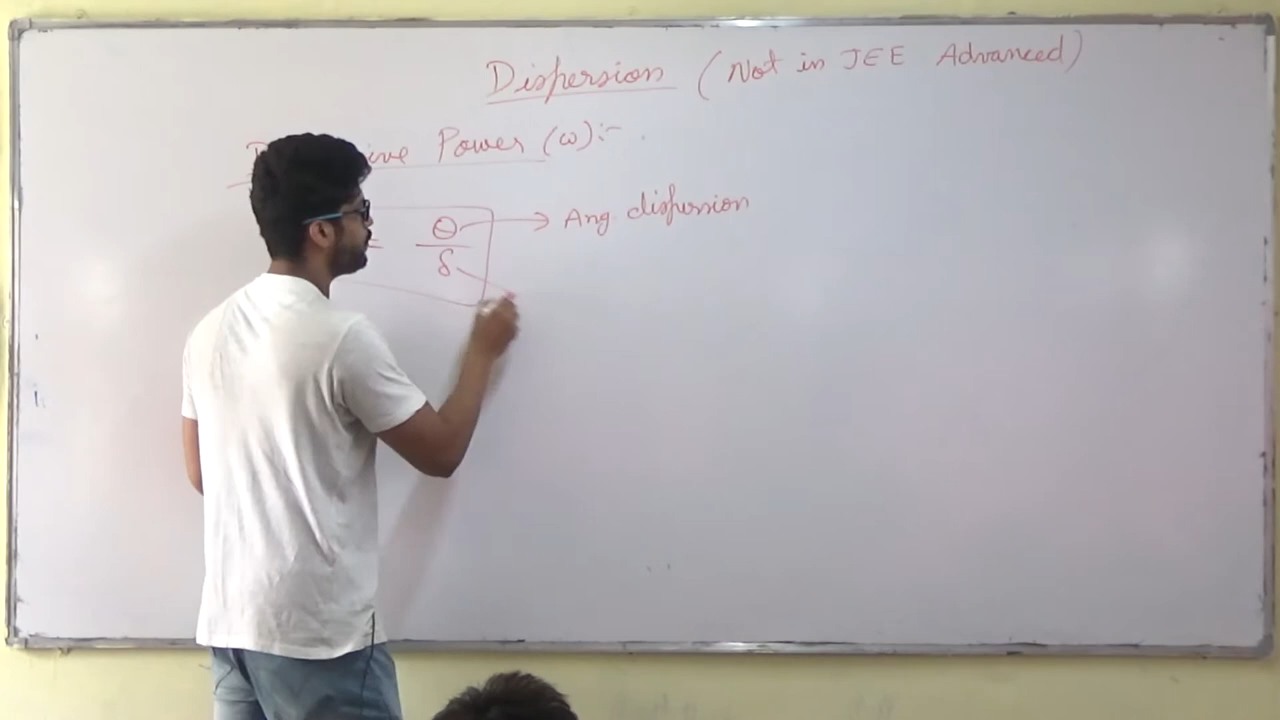 Dispersion (Not in JEE Advanced)
Power (ω):-
= θ/δ → Ang dispersion